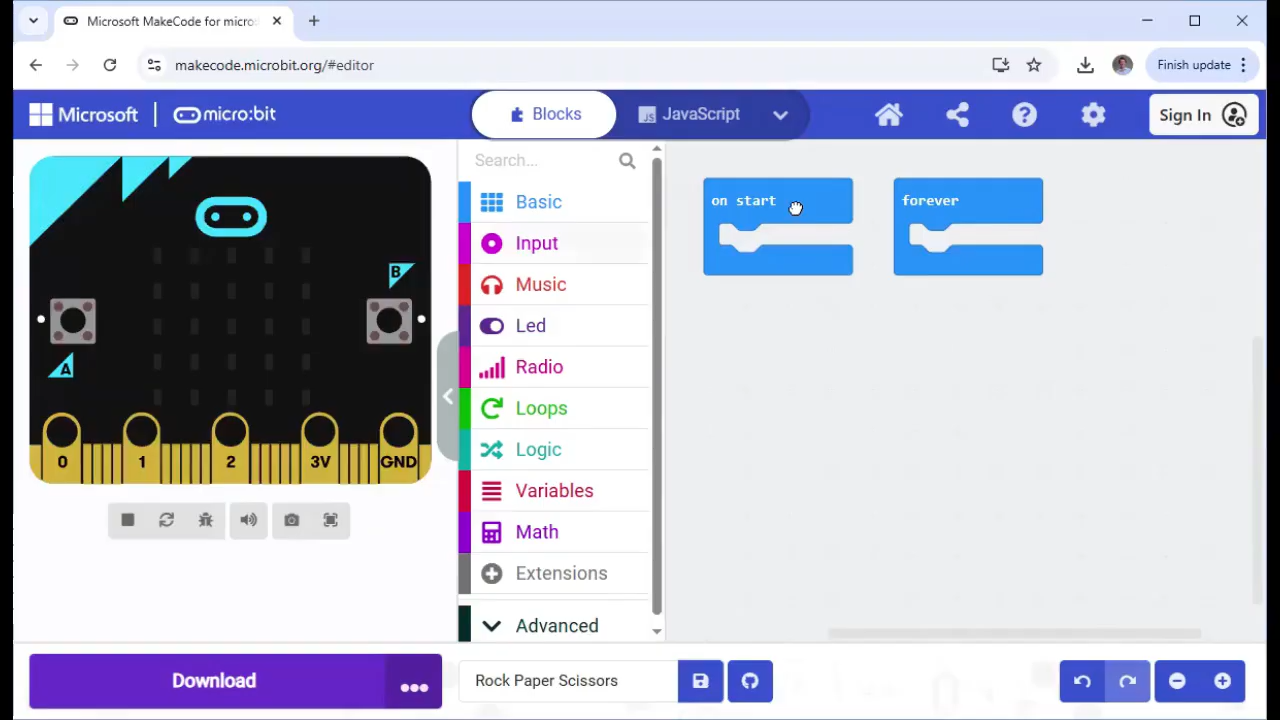 Microsoft MakeCode for micro:
makecode.microbit.org/#editor
Finish update
Microsoft
micro:bit
Blocks
JavaScript
Sign In
Search...
Basic
Input
Music
Led
Radio
Loops
Logic
Variables
Math
Extensions
Advanced
on start
forever
B
A
0
1
2
3V
GND
Download
Rock Paper Scissors